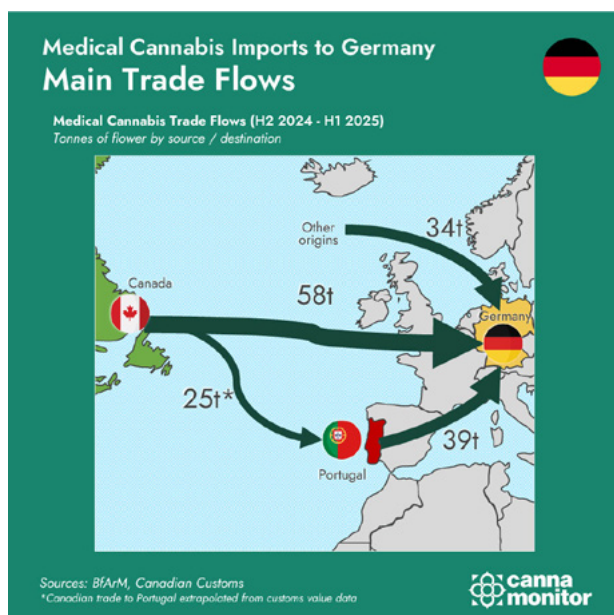 Medical Cannabis Imports to Germany
Main Trade Flows
Medical Cannabis Trade Flows (H2 2024 - H1 2025)
Tonnes of flower by source / destination
Other
origins
34t
Canada
58t
Germany
25t*
Portugal
39t
Sources: BfArM, Canadian Customs
*Canadian trade to Portugal extrapolated from customs value data
canna
monitor